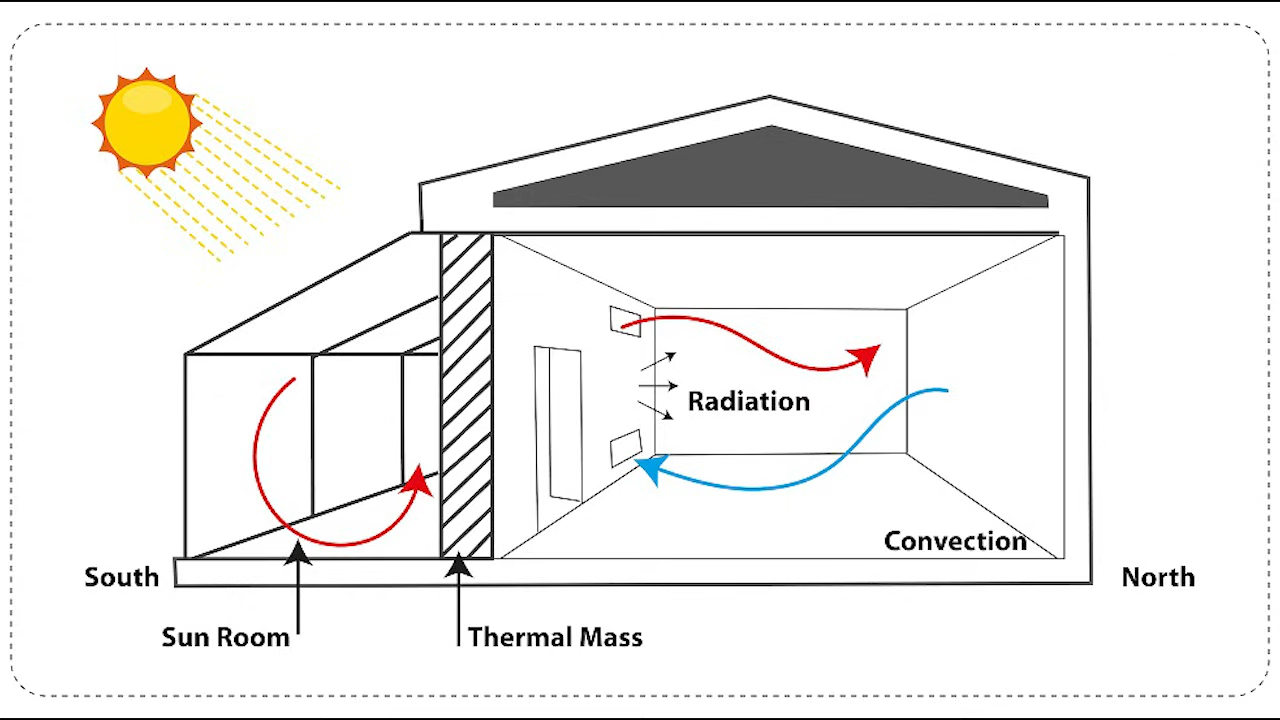 Radiation
Convection
South
North
Sun Room
Thermal Mass